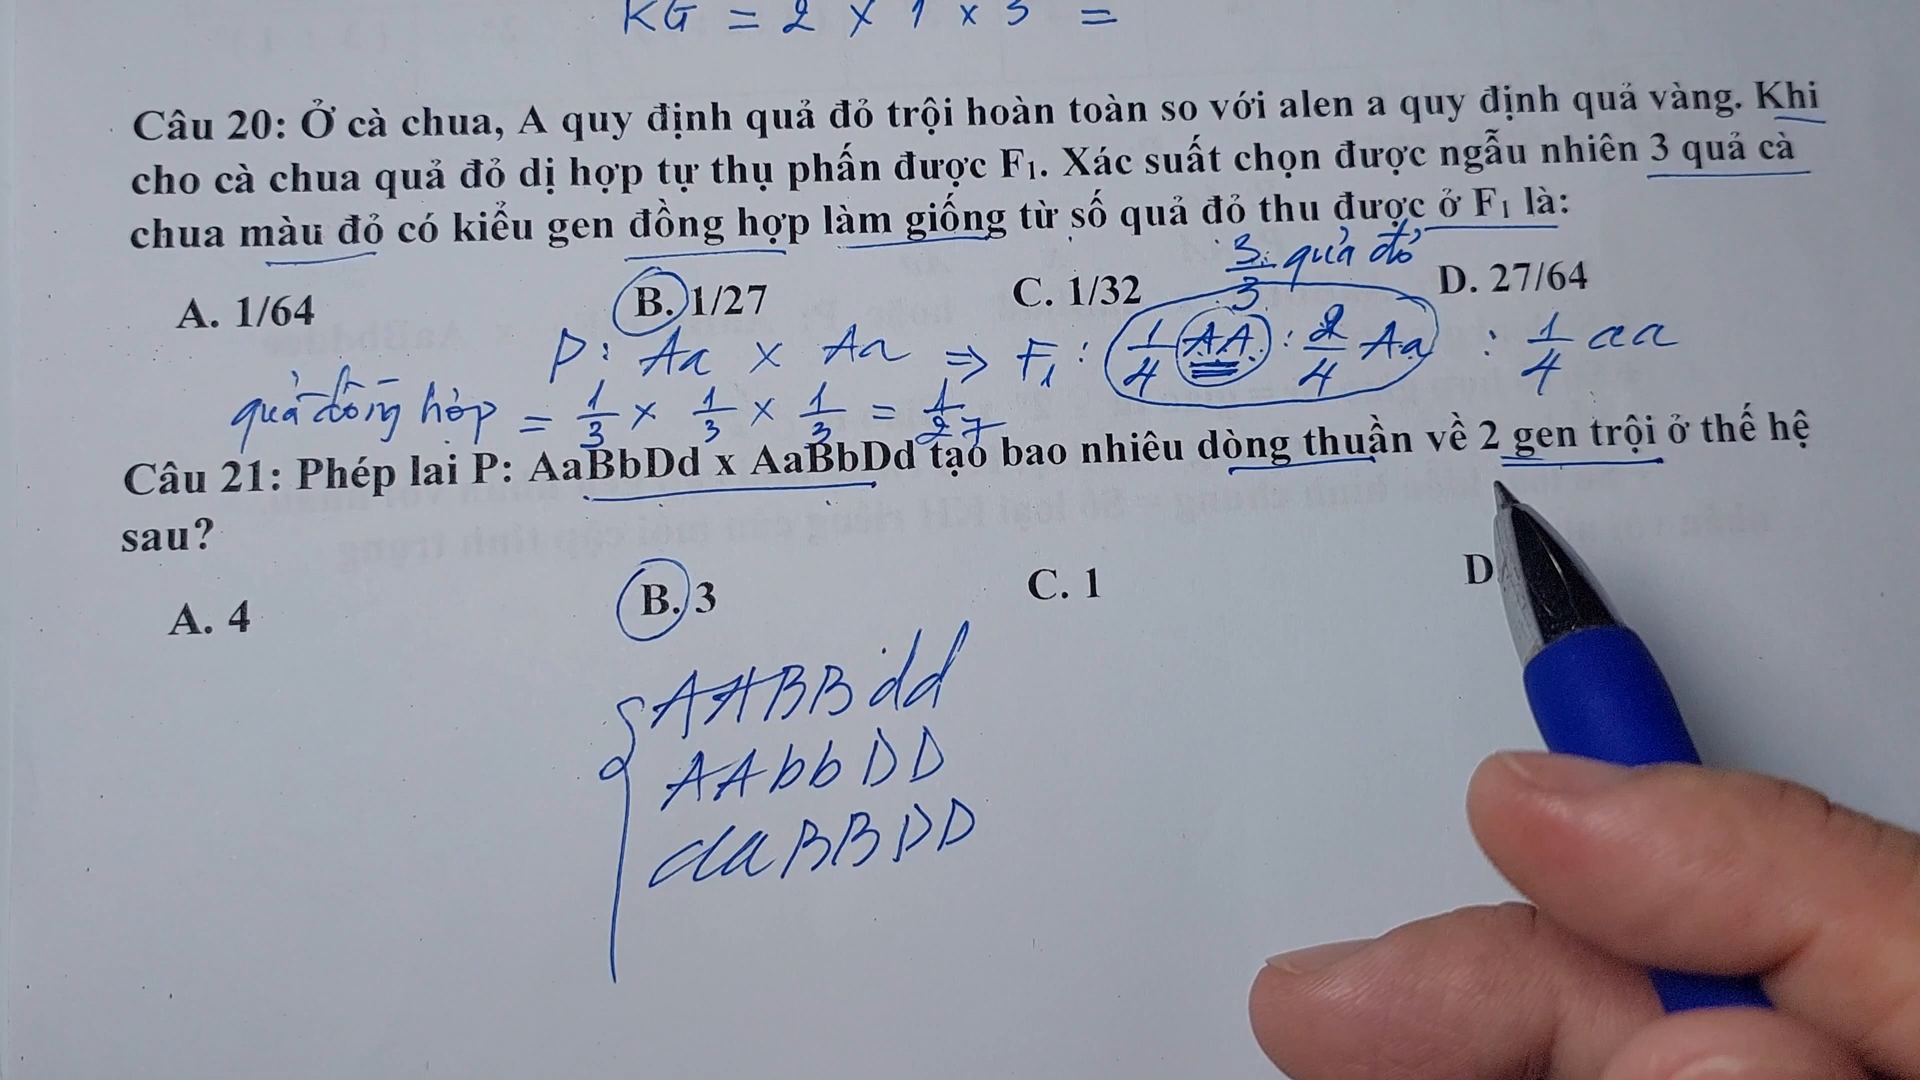 KG = 2 x 1 x 3 =
Câu 20: Ở cà chua, A quy định quả đỏ trội hoàn toàn so với alen a quy định quả vàng. Khi
cho cà chua quả đỏ dị hợp tự thụ phấn được F1. Xác suất chọn được ngẫu nhiên 3 quả cà
chua màu đỏ có kiểu gen đồng hợp làm giống từ số quả đỏ thu được ở F1 là:
3/3 quả đỏ
A. 1/64 B. 1/27 C. 1/32 D. 27/64
P: Aa x Aa => F1: 1/4 AA : 2/4 Aa : 1/4 aa
quả đồng hợp = 1/3 x 1/3 x 1/3 = 1/27
Câu 21: Phép lai P: AaBbDd x AaBbDd tạo bao nhiêu dòng thuần về 2 gen trội ở thế hệ
sau?
A. 4 B. 3 C. 1 D
AABBdd
AAbbDD
aaBBDD